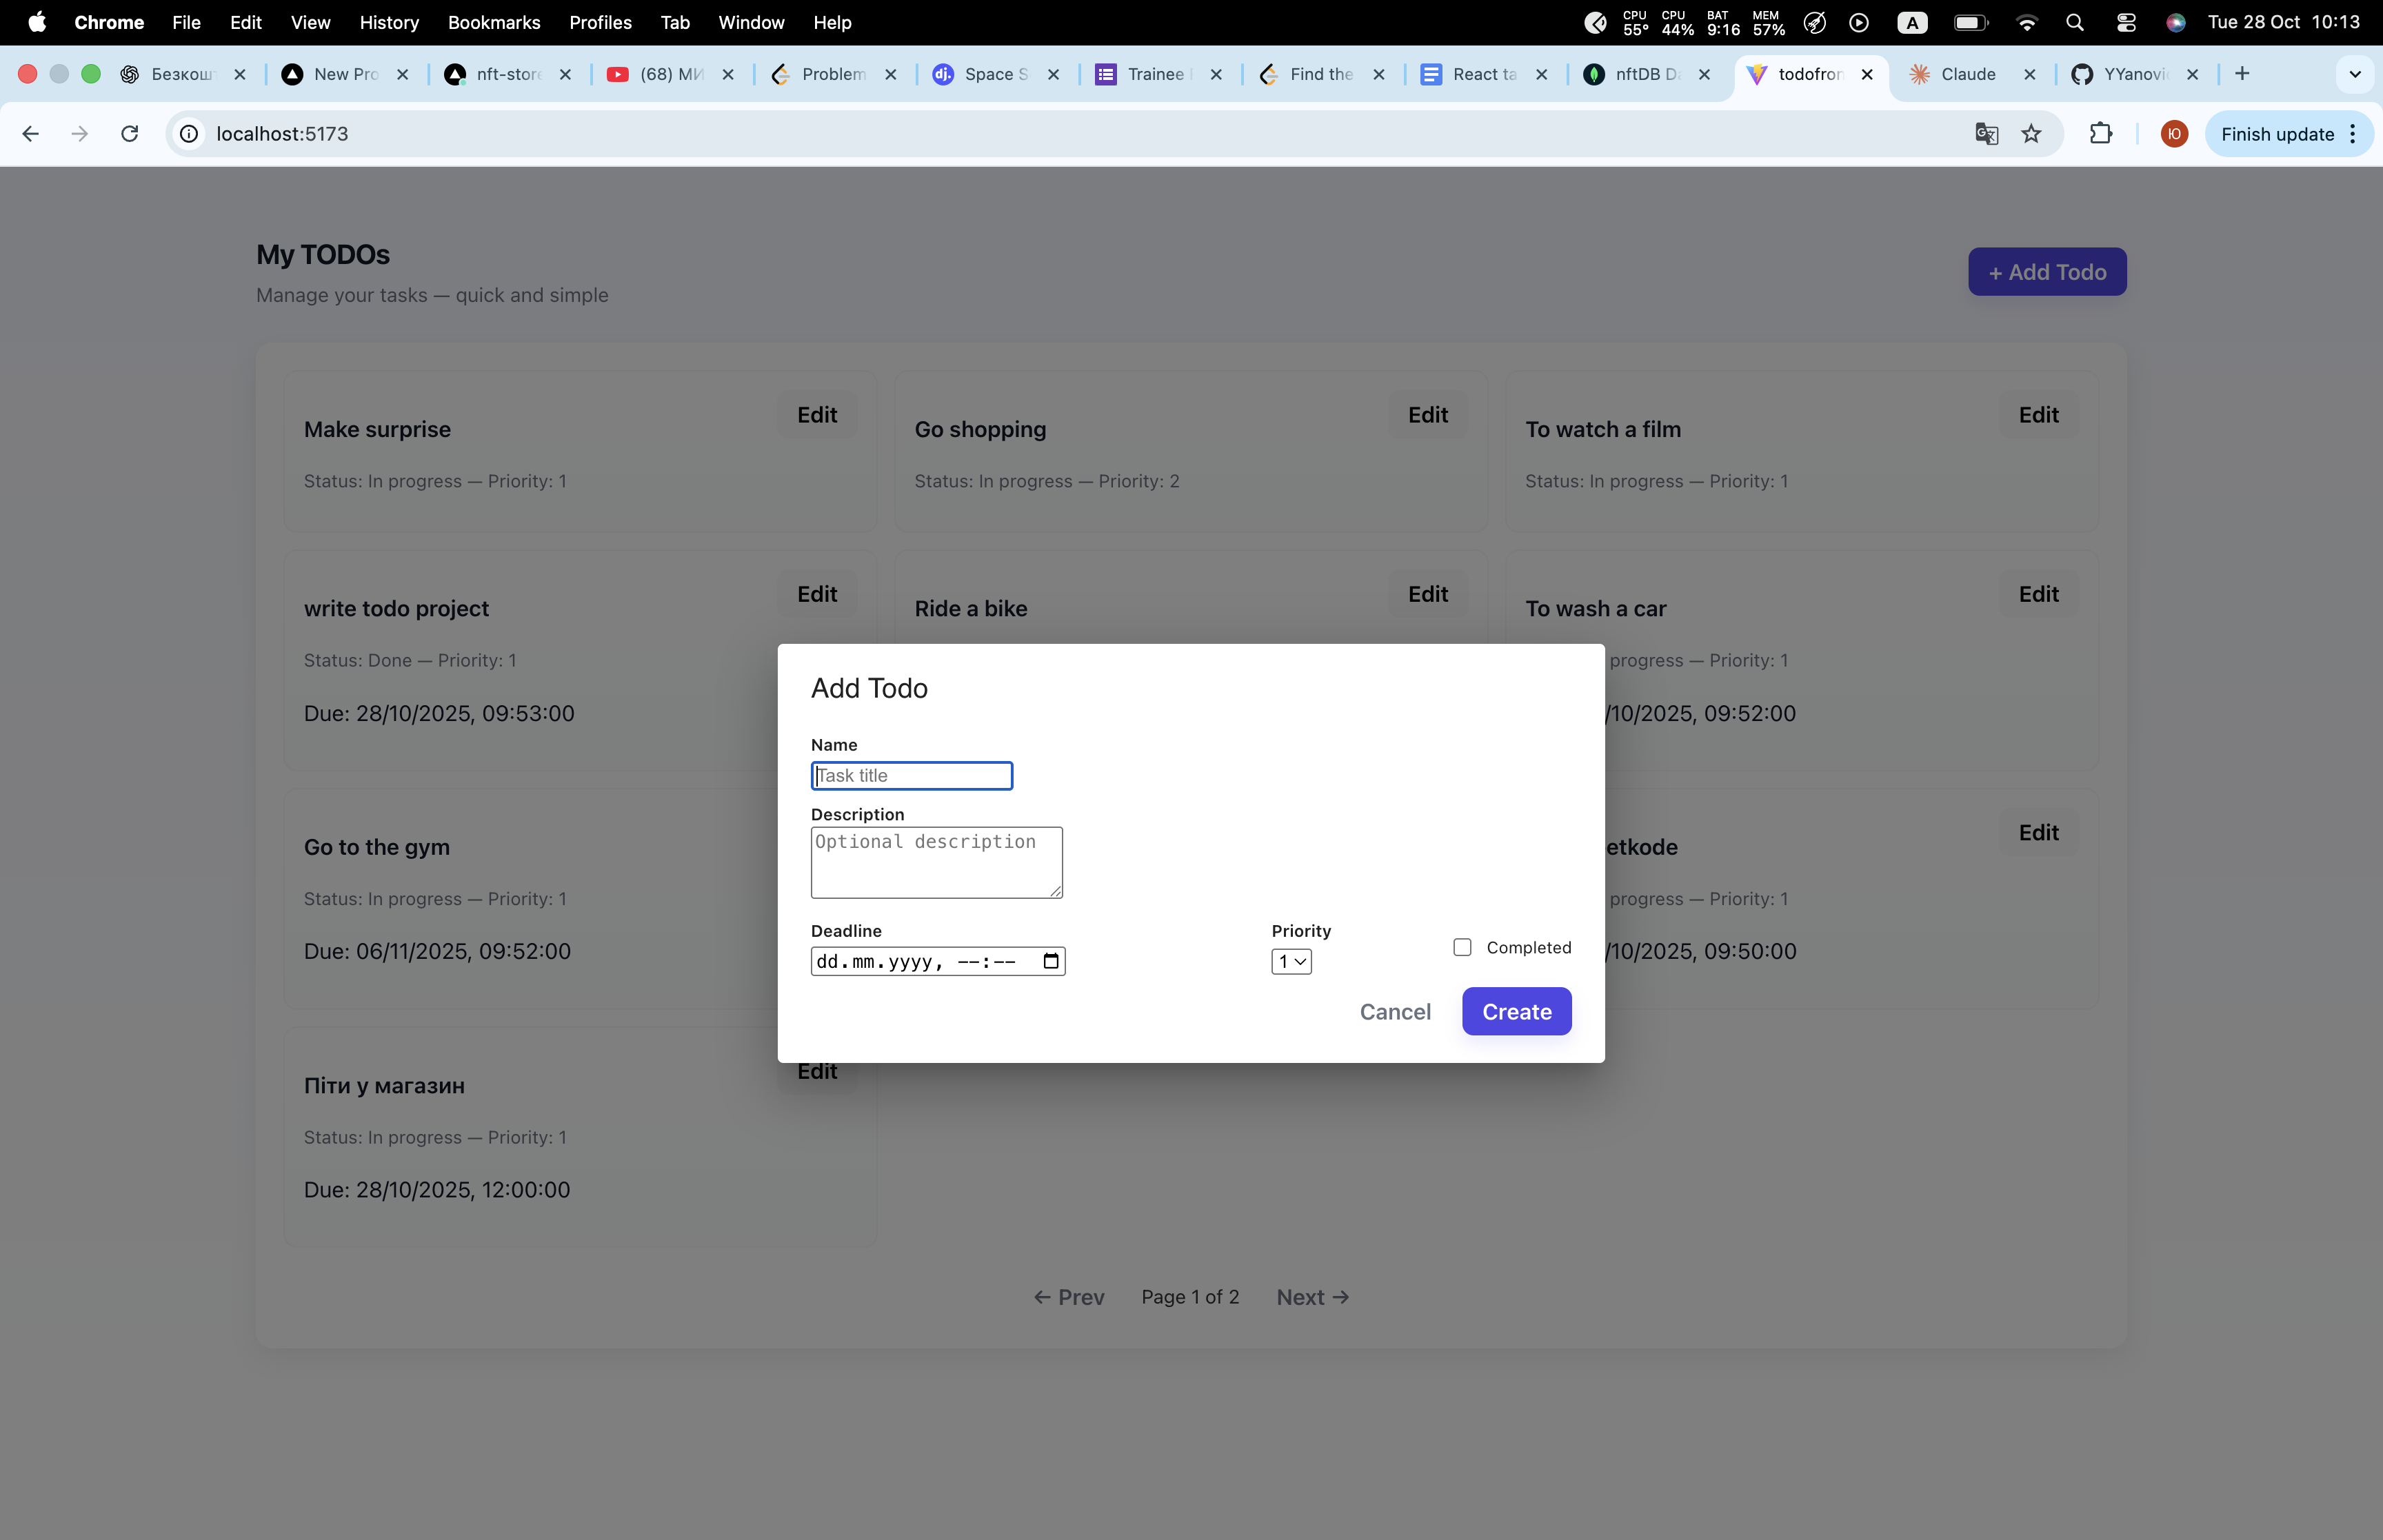 Chrome File Edit View History Bookmarks Profiles Tab Window Help CPU 55° CPU 44% BAT 9:16 MEM 57% A Tue 28 Oct 10:13
Безкош New Pro nft-store (68) МИ Problem dj. Space S Trainee Find the React ta nftDB Da todofron Claude YYanovi
localhost:5173 Ю Finish update
My TODOs
+ Add Todo
Manage your tasks — quick and simple
Make surprise Edit
Status: In progress — Priority: 1
Go shopping Edit
Status: In progress — Priority: 2
To watch a film Edit
Status: In progress — Priority: 1
write todo project Edit
Status: Done — Priority: 1
Due: 28/10/2025, 09:53:00
Ride a bike Edit
To wash a car Edit
progress — Priority: 1
/10/2025, 09:52:00
Go to the gym
Status: In progress — Priority: 1
Due: 06/11/2025, 09:52:00
etkode Edit
progress — Priority: 1
/10/2025, 09:50:00
Піти у магазин Edit
Status: In progress — Priority: 1
Due: 28/10/2025, 12:00:00
Add Todo
Name
Task title
Description
Optional description
Deadline
dd.mm.yyyy, --:--
Priority
1
Completed
Cancel Create
← Prev Page 1 of 2 Next →